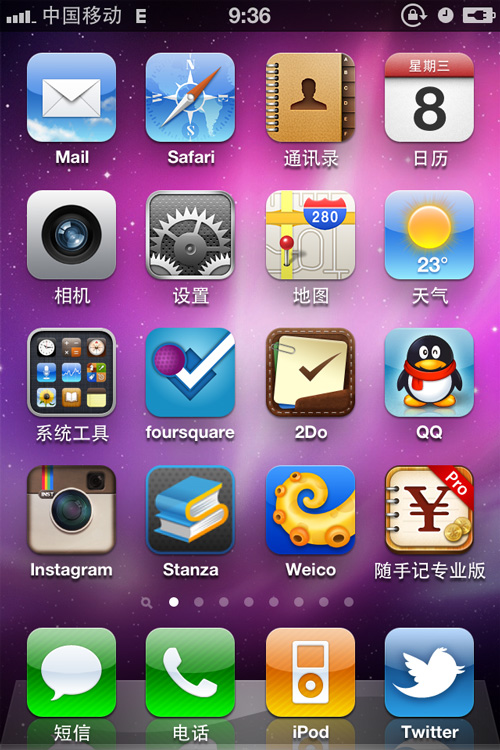 中国移动 E 9:36
星期三
8
Mail Safari 通讯录 日历
280
23°
相机 设置 地图 天气
系统工具 foursquare 2Do QQ
INST
Pro
¥
Instagram Stanza Weico 随手记专业版
短信 电话 iPod Twitter